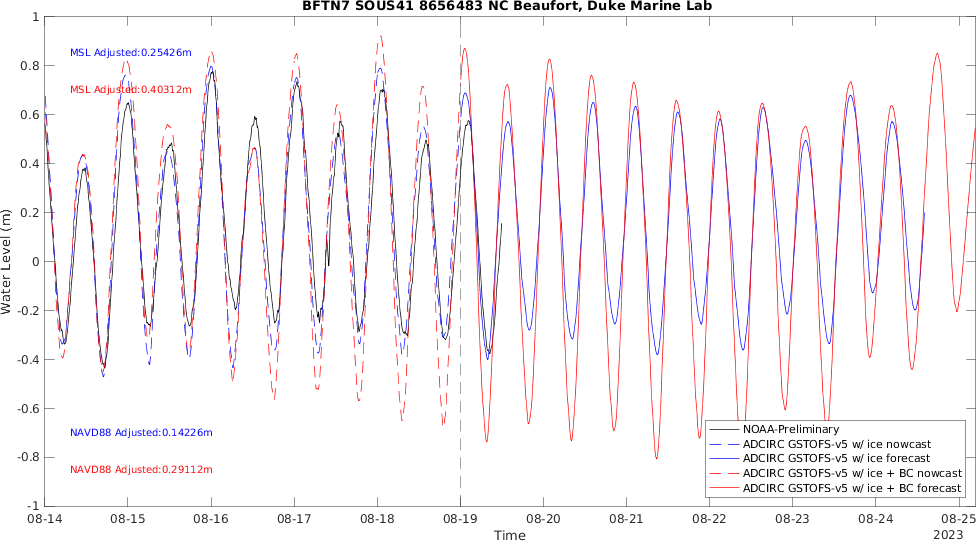 BFTN7 SOUS41 8656483 NC Beaufort, Duke Marine Lab
1
0.8
0.6
0.4
0.2
0
-0.2
-0.4
-0.6
-0.8
-1
Water Level (m)
MSL Adjusted:0.25426m
MSL Adjusted:0.40312m
NAVD88 Adjusted:0.14226m
NAVD88 Adjusted:0.29112m
NOAA-Preliminary
ADCIRC GSTOFS-v5 w/ ice nowcast
ADCIRC GSTOFS-v5 w/ ice forecast
ADCIRC GSTOFS-v5 w/ ice + BC nowcast
ADCIRC GSTOFS-v5 w/ ice + BC forecast
08-14 08-15 08-16 08-17 08-18 08-19 08-20 08-21 08-22 08-23 08-24 08-25
Time
2023